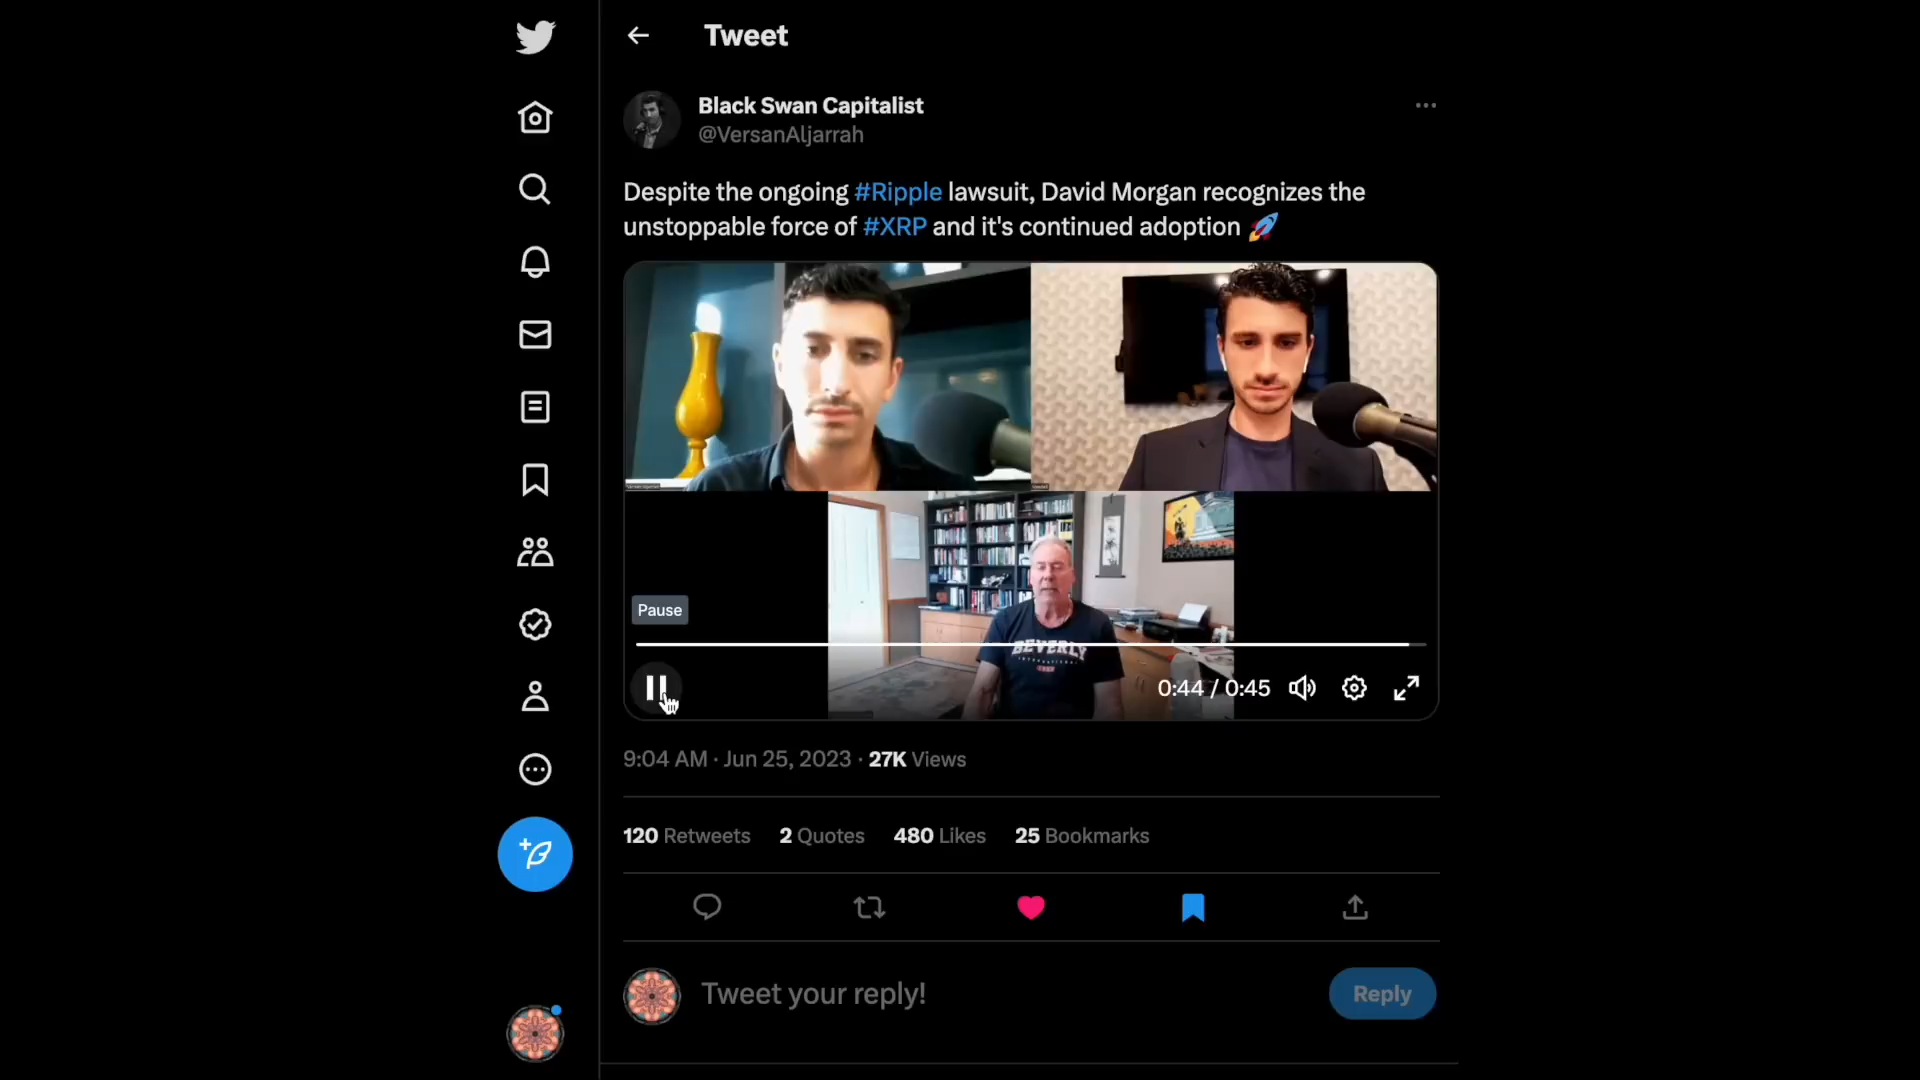 Tweet
Black Swan Capitalist
@VersanAljarrah
Despite the ongoing #Ripple lawsuit, David Morgan recognizes the
unstoppable force of #XRP and it's continued adoption 🚀
BEVERLY
Pause
0:44 / 0:45
9:04 AM · Jun 25, 2023 · 27K Views
120 Retweets 2 Quotes 480 Likes 25 Bookmarks
Tweet your reply!
Reply